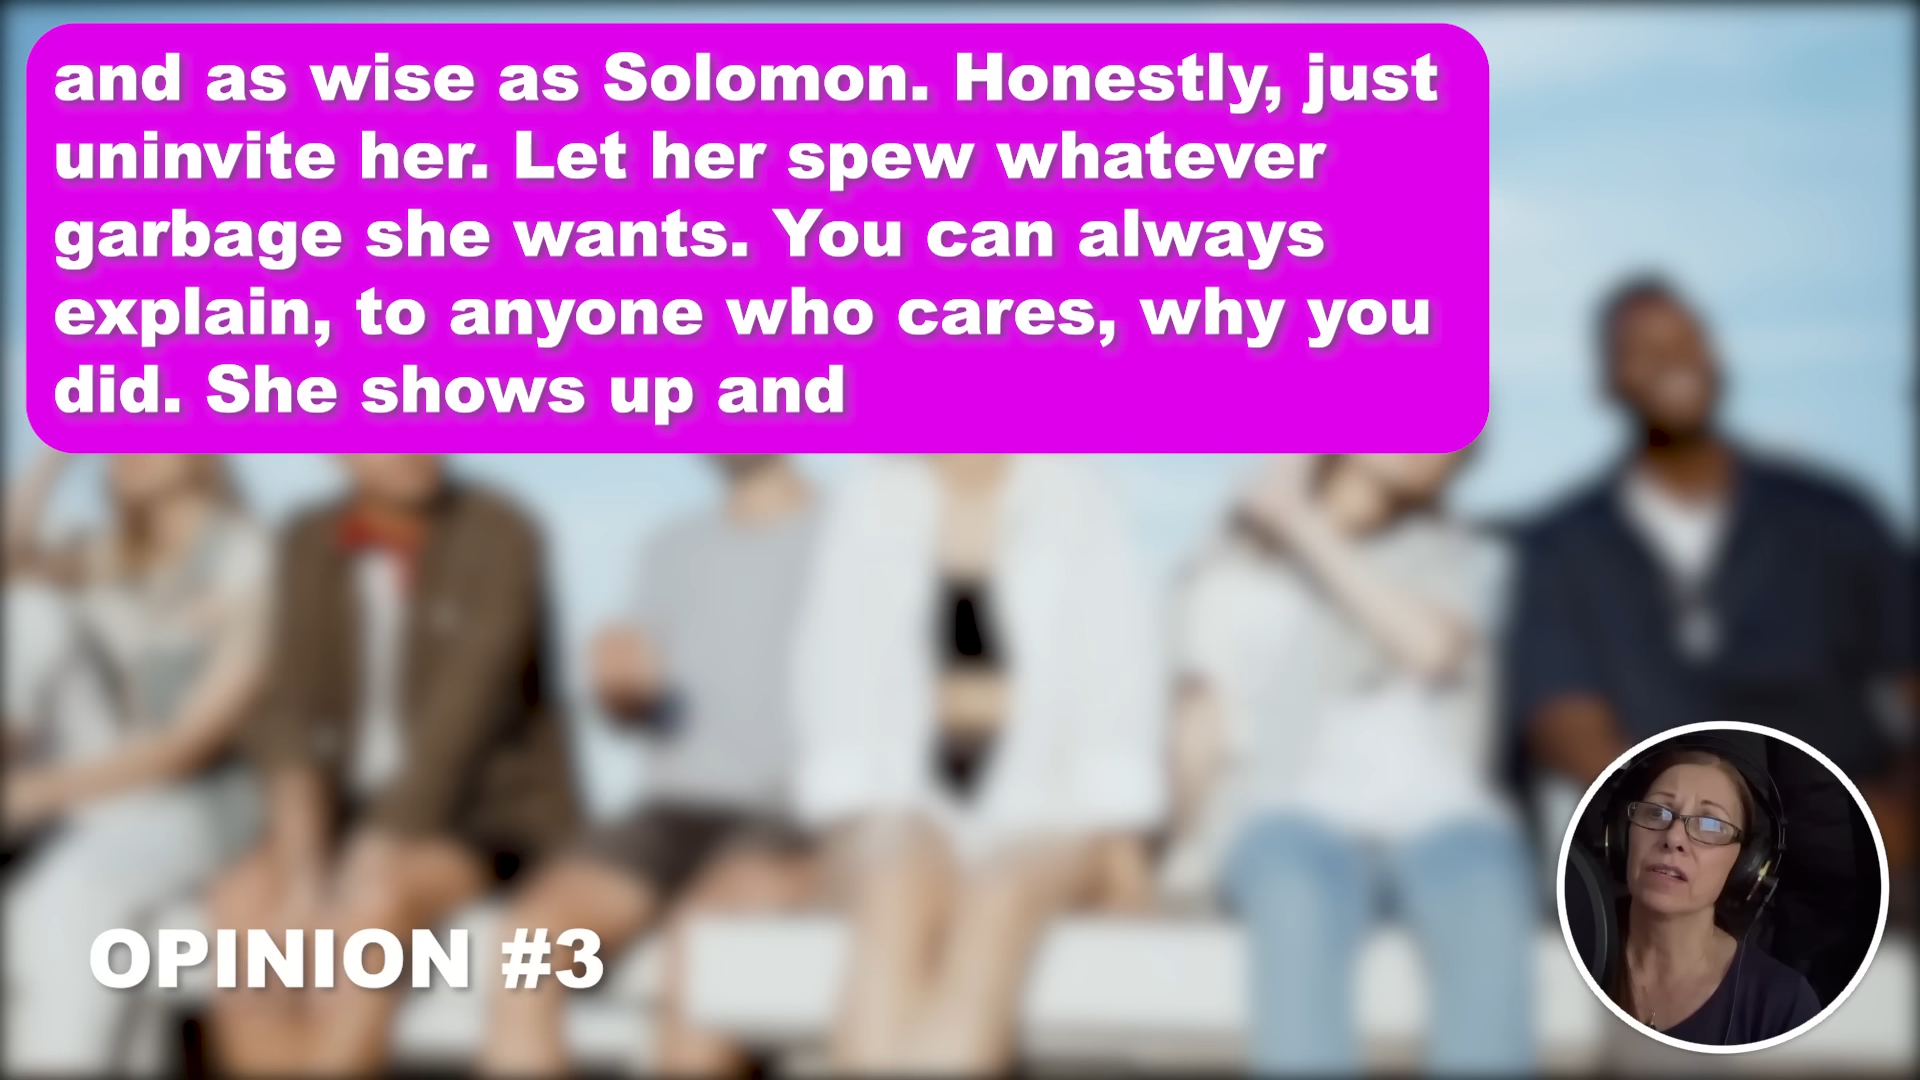 and as wise as Solomon. Honestly, just
uninvite her. Let her spew whatever
garbage she wants. You can always
explain, to anyone who cares, why you
did. She shows up and
OPINION #3